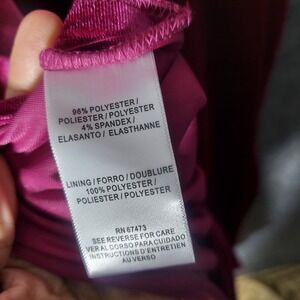 96% POLYESTER /
POLIESTER / POLYESTER
4% SPANDEX /
ELASANTO / ELASTHANNE
LINING / FORRO / DOUBLURE
100% POLYESTER /
POLIESTER / POLYESTER
RN 67473
SEE REVERSE FOR CARE
VER AL DORSO PARA CUIDADO
INSTRUCTIONS D'ENTRETIEN
AU VERSO